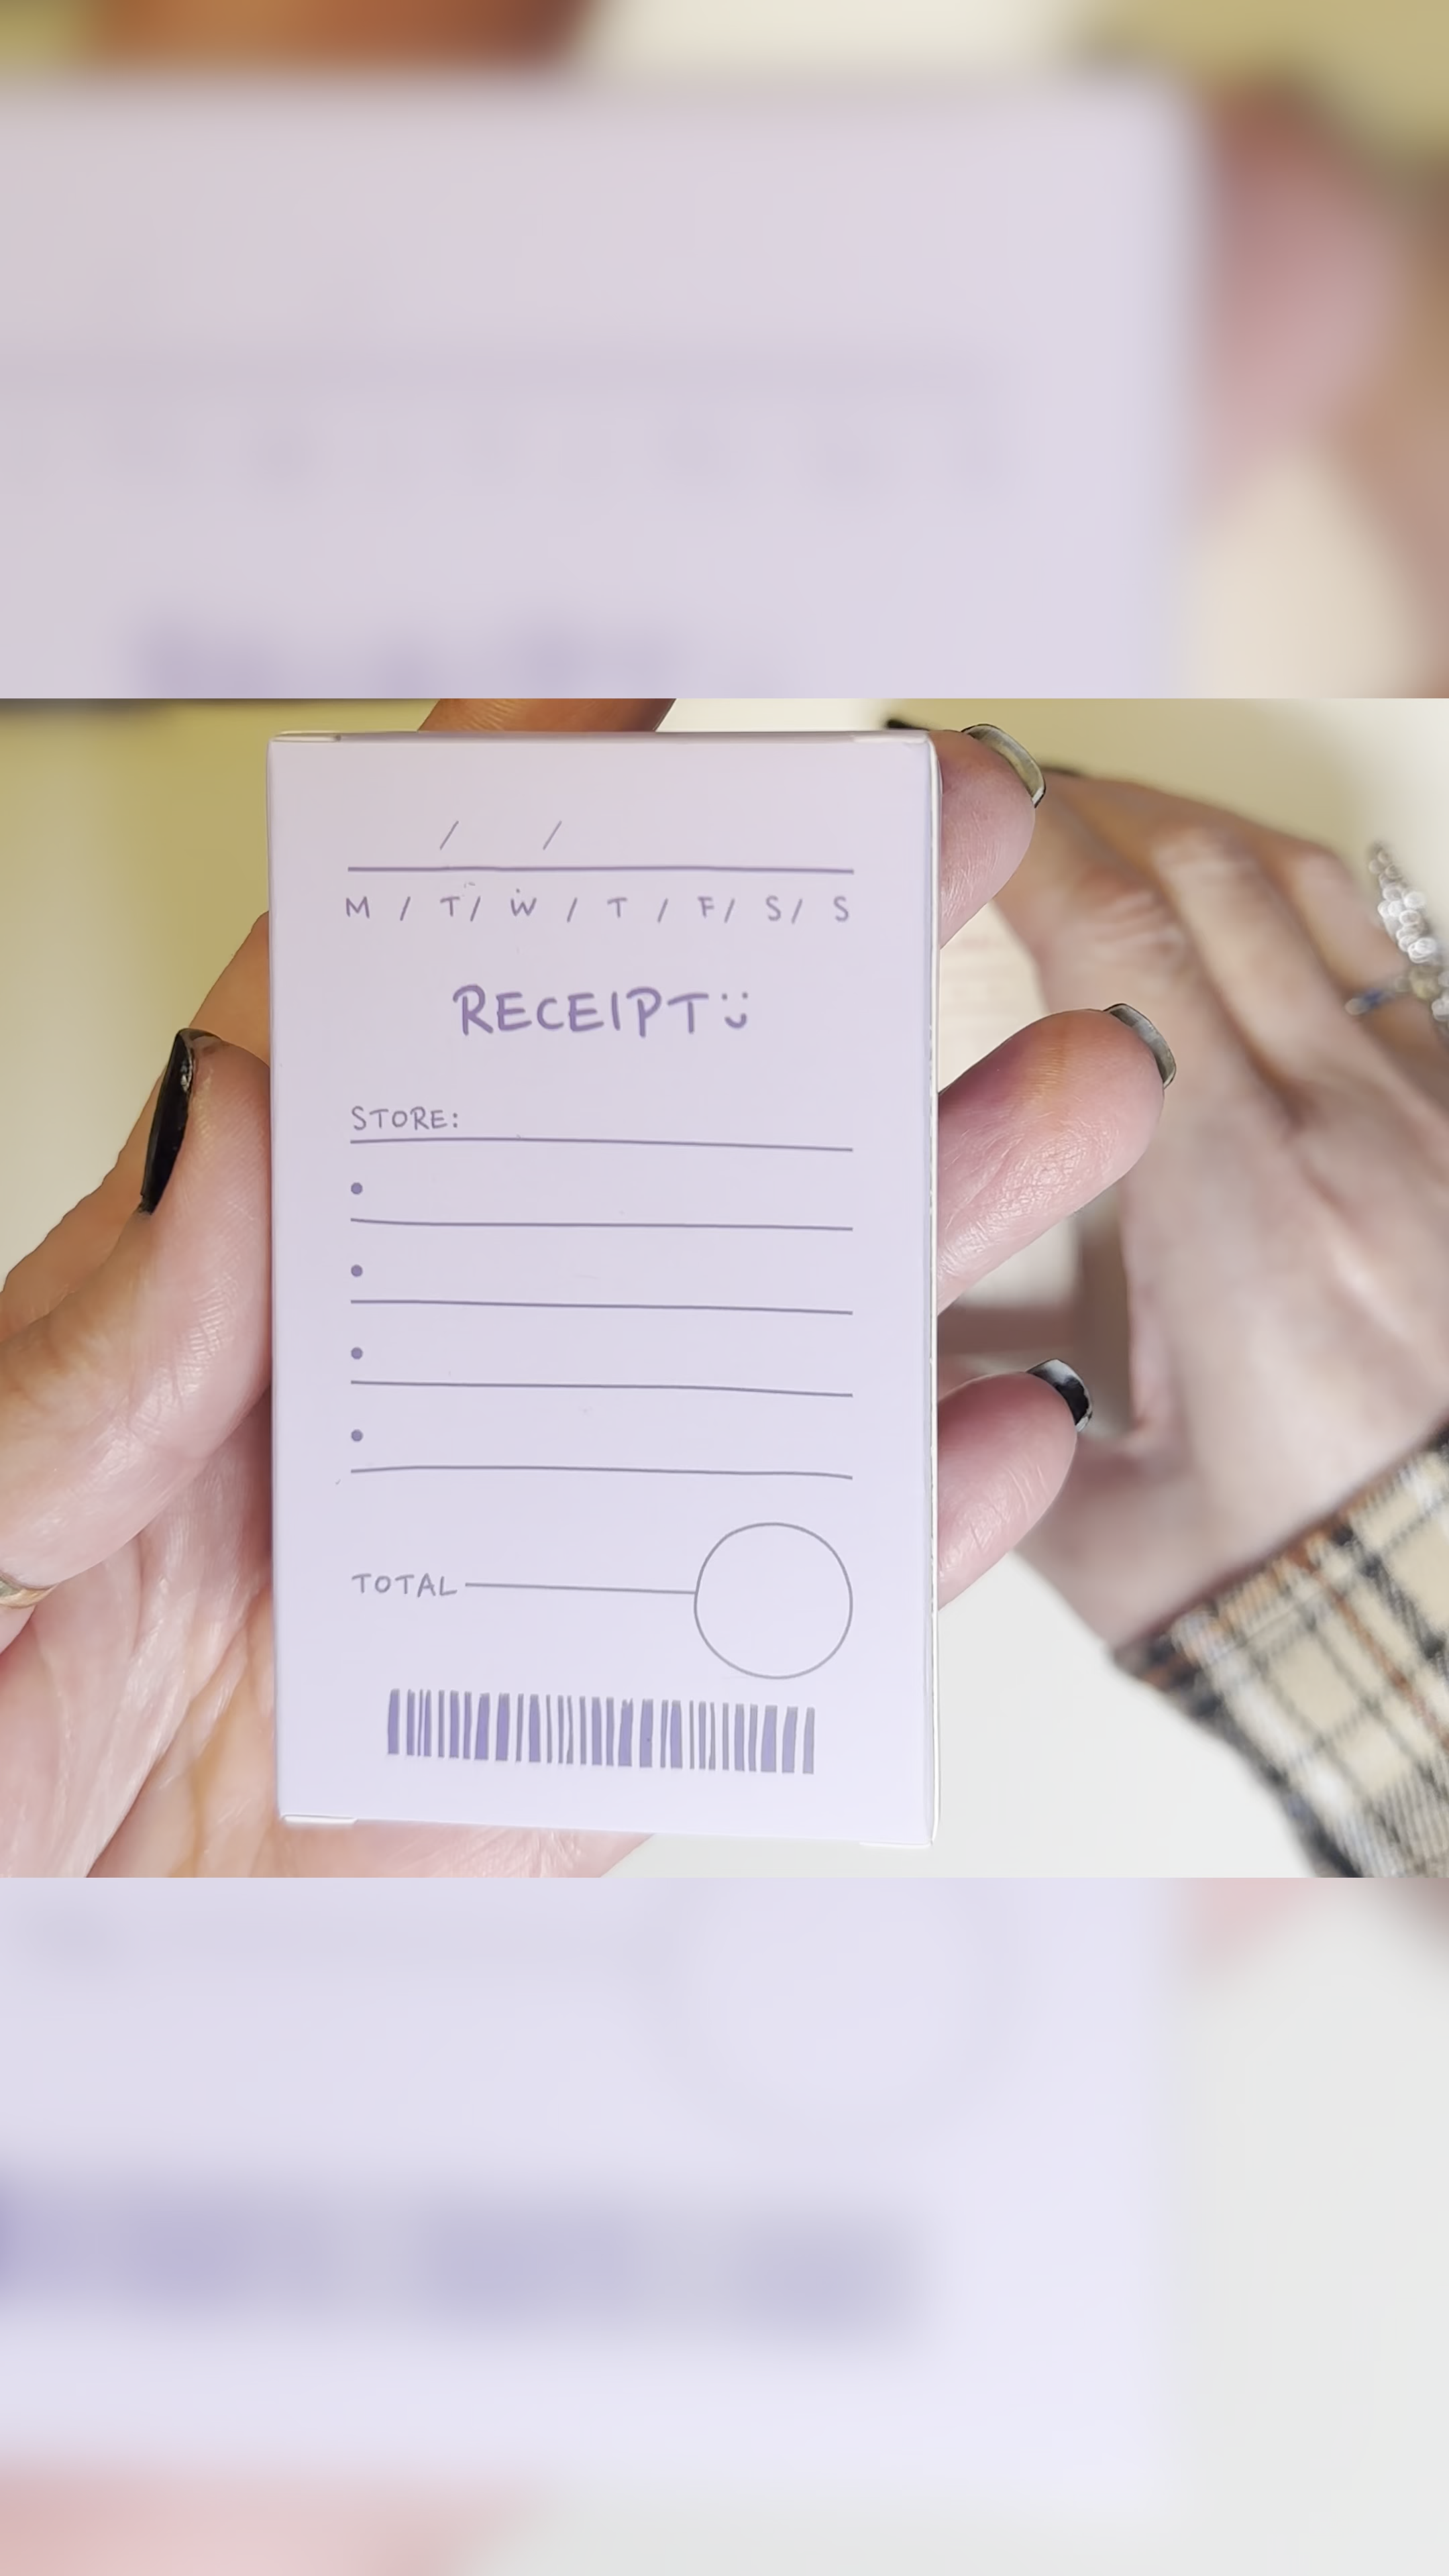 / /
M / T / W / T / F / S / S
RECEIPT
STORE:
•
•
•
•
TOTAL